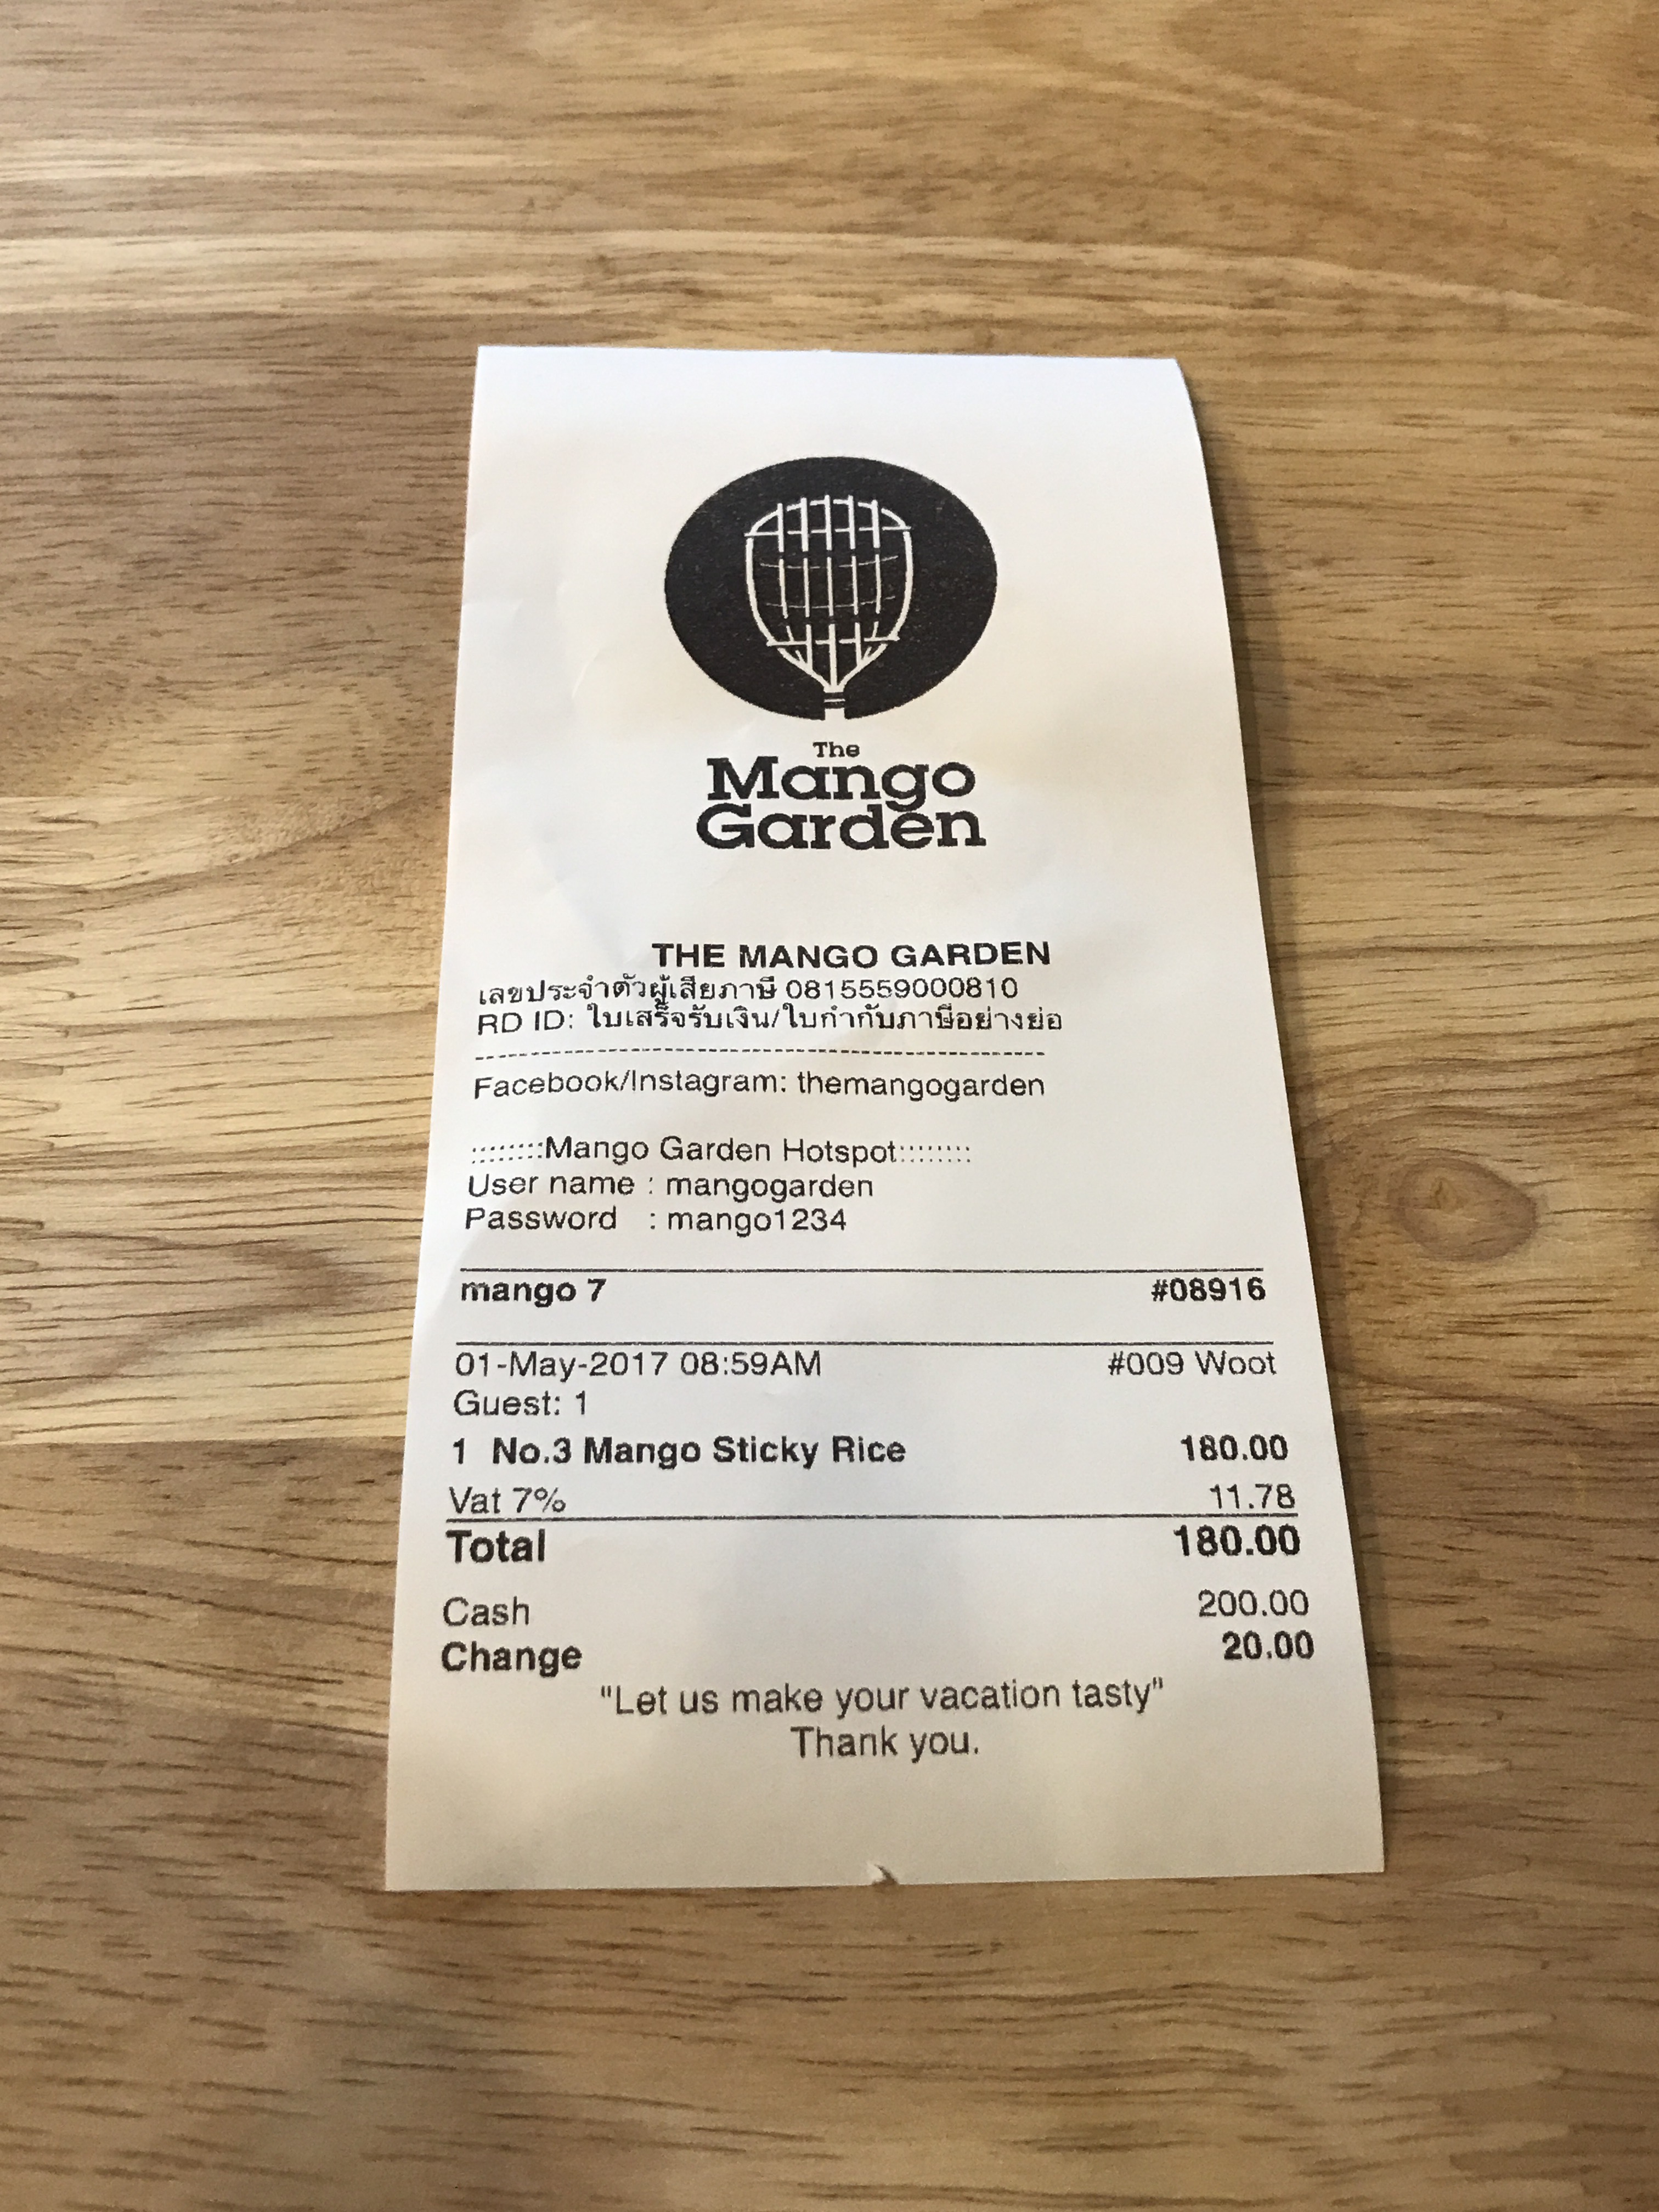 The
Mango
Garden
THE MANGO GARDEN
เลขประจำตัวผู้เสียภาษี 0815559000810
RD ID: ใบเสร็จรับเงิน/ใบกำกับภาษีอย่างย่อ
--------------------------------------------------------
Facebook/Instagram: themangogarden
::::::::Mango Garden Hotspot::::::::
User name : mangogarden
Password : mango1234
mango 7 #08916
01-May-2017 08:59AM #009 Woot
Guest: 1
1 No.3 Mango Sticky Rice 180.00
Vat 7% 11.78
Total 180.00
Cash 200.00
Change 20.00
"Let us make your vacation tasty"
Thank you.